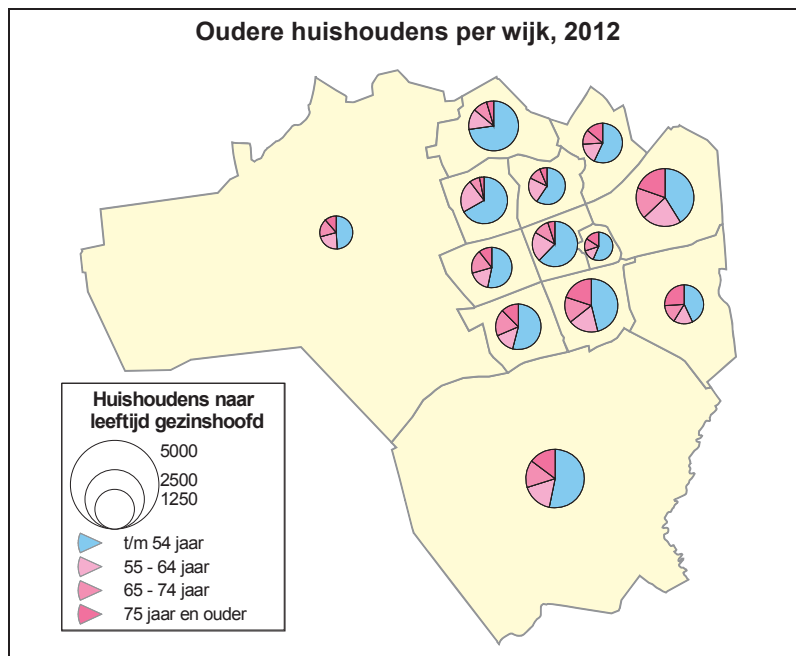 Oudere huishoudens per wijk, 2012
Huishoudens naar
leeftijd gezinshoofd
5000
2500
1250
t/m 54 jaar
55 - 64 jaar
65 - 74 jaar
75 jaar en ouder